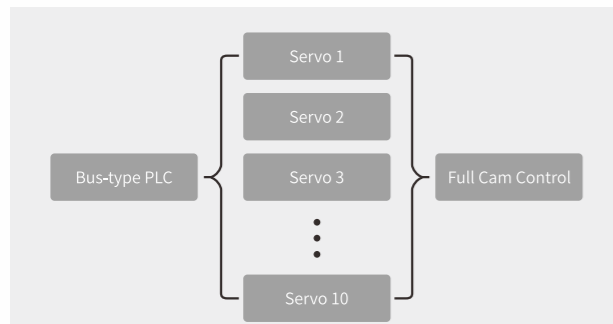 Servo 1
Servo 2
Bus-type PLC
Servo 3
Full Cam Control
Servo 10